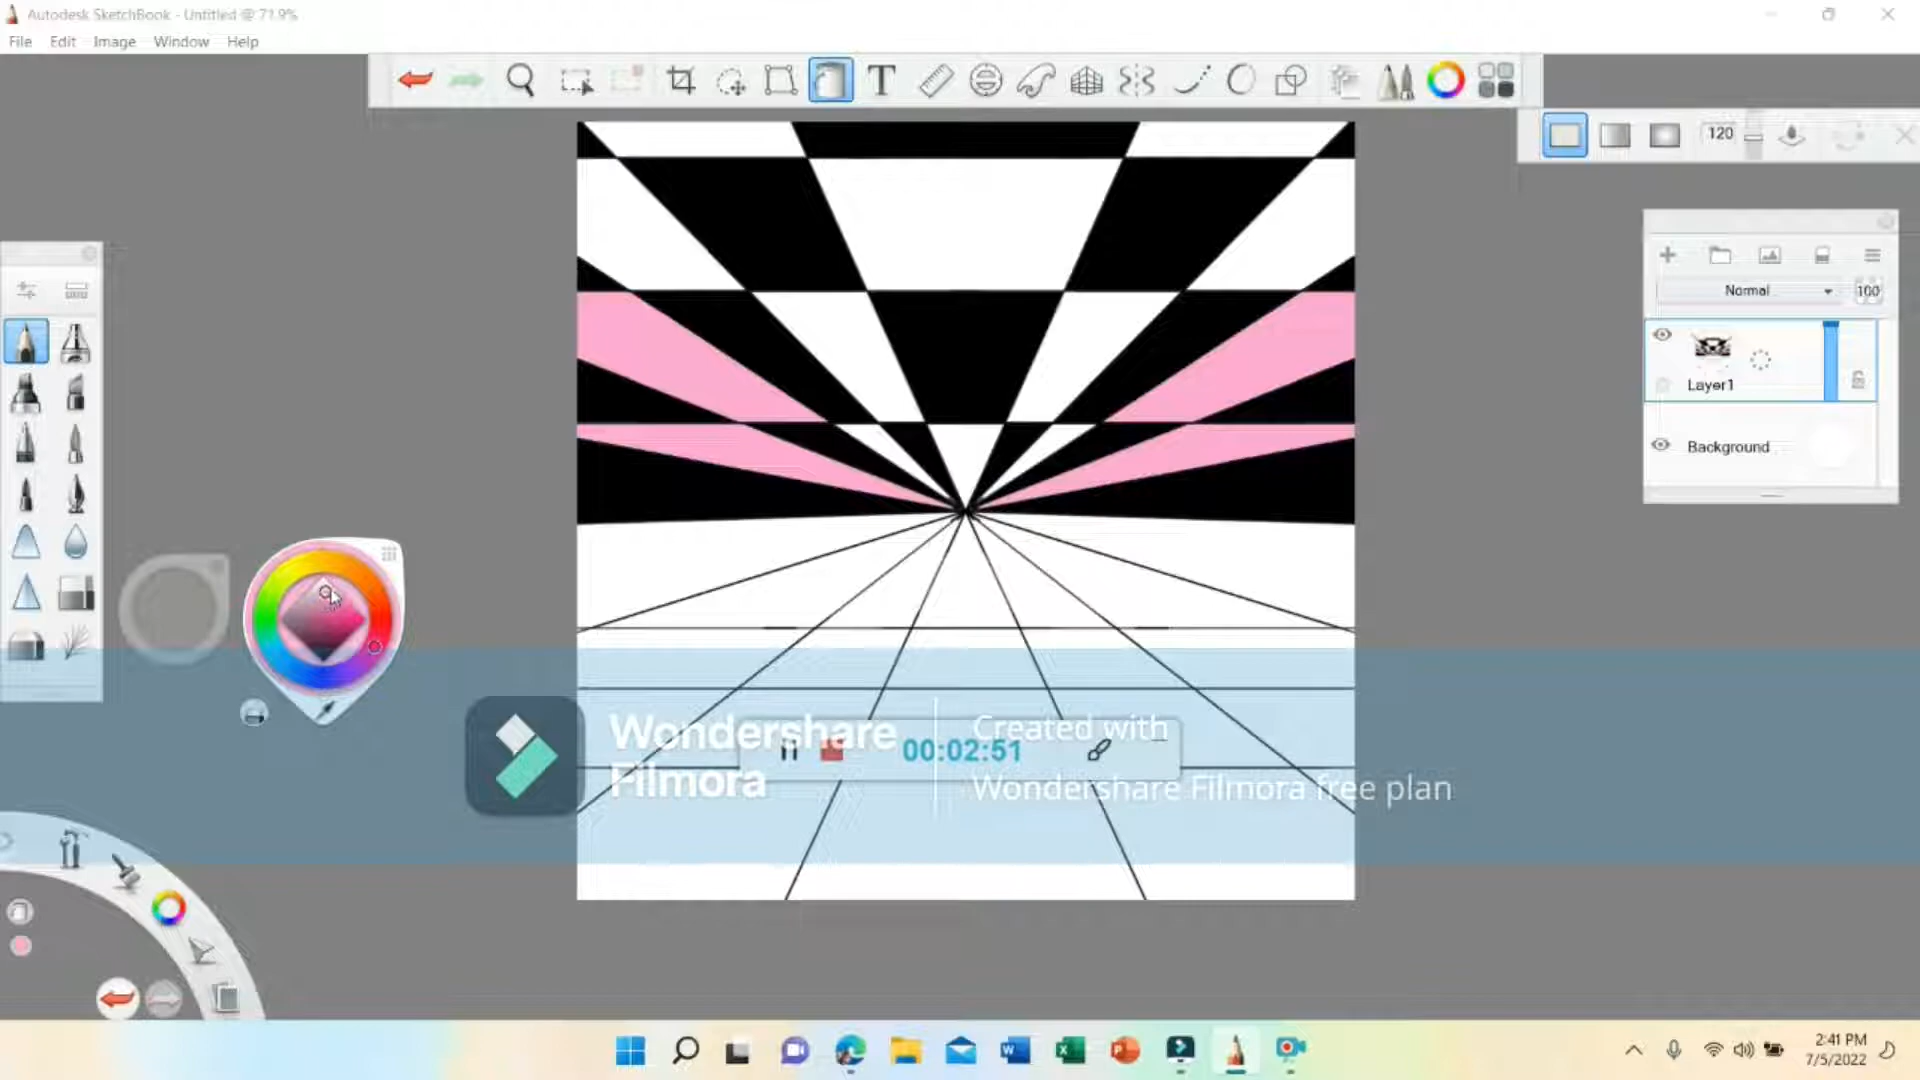 Autodesk SketchBook - Untitled @ 71.9%
File Edit Image Window Help
T
120
Normal
100
Layer1
Background
Wondershare
Filmora
00:02:51
Created with
Wondershare Filmora free plan
2:41 PM
7/5/2022